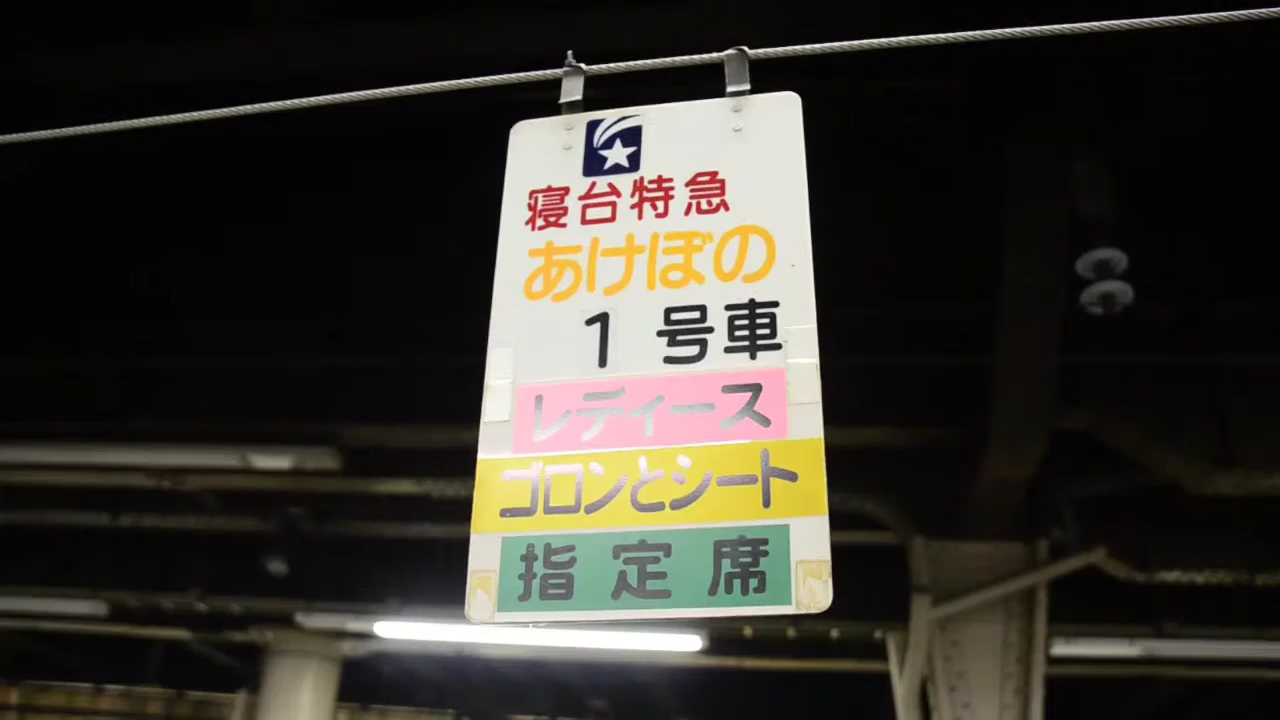 寝台特急
あけぼの
1 号車
レディース
ゴロンとシート
指定席